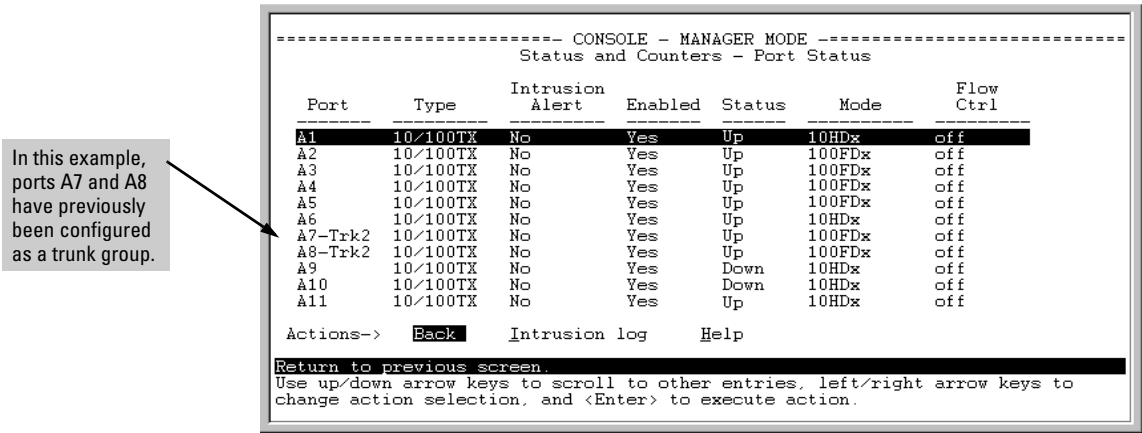 ===========================- CONSOLE - MANAGER MODE -============================
Status and Counters - Port Status
Intrusion Flow
Port Type Alert Enabled Status Mode Ctrl
------- --------- --------- ------- ------ ---------- ---------
A1 10/100TX No Yes Up 10HDx off
A2 10/100TX No Yes Up 100FDx off
A3 10/100TX No Yes Up 100FDx off
A4 10/100TX No Yes Up 100FDx off
A5 10/100TX No Yes Up 100FDx off
A6 10/100TX No Yes Up 10HDx off
A7-Trk2 10/100TX No Yes Up 100FDx off
A8-Trk2 10/100TX No Yes Up 100FDx off
A9 10/100TX No Yes Down 10HDx off
A10 10/100TX No Yes Down 10HDx off
A11 10/100TX No Yes Up 10HDx off
Actions-> Back Intrusion log Help
Return to previous screen.
Use up/down arrow keys to scroll to other entries, left/right arrow keys to
change action selection, and <Enter> to execute action.
In this example,
ports A7 and A8
have previously
been configured
as a trunk group.